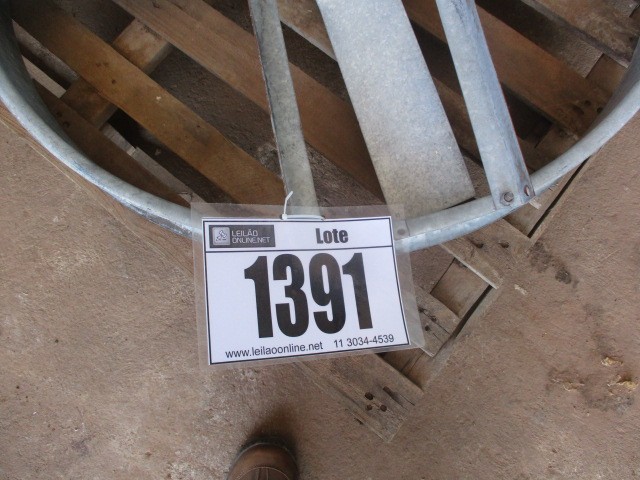 LEILÃO
ONLINE.NET
Lote
1391
www.leilaoonline.net 11 3034-4539